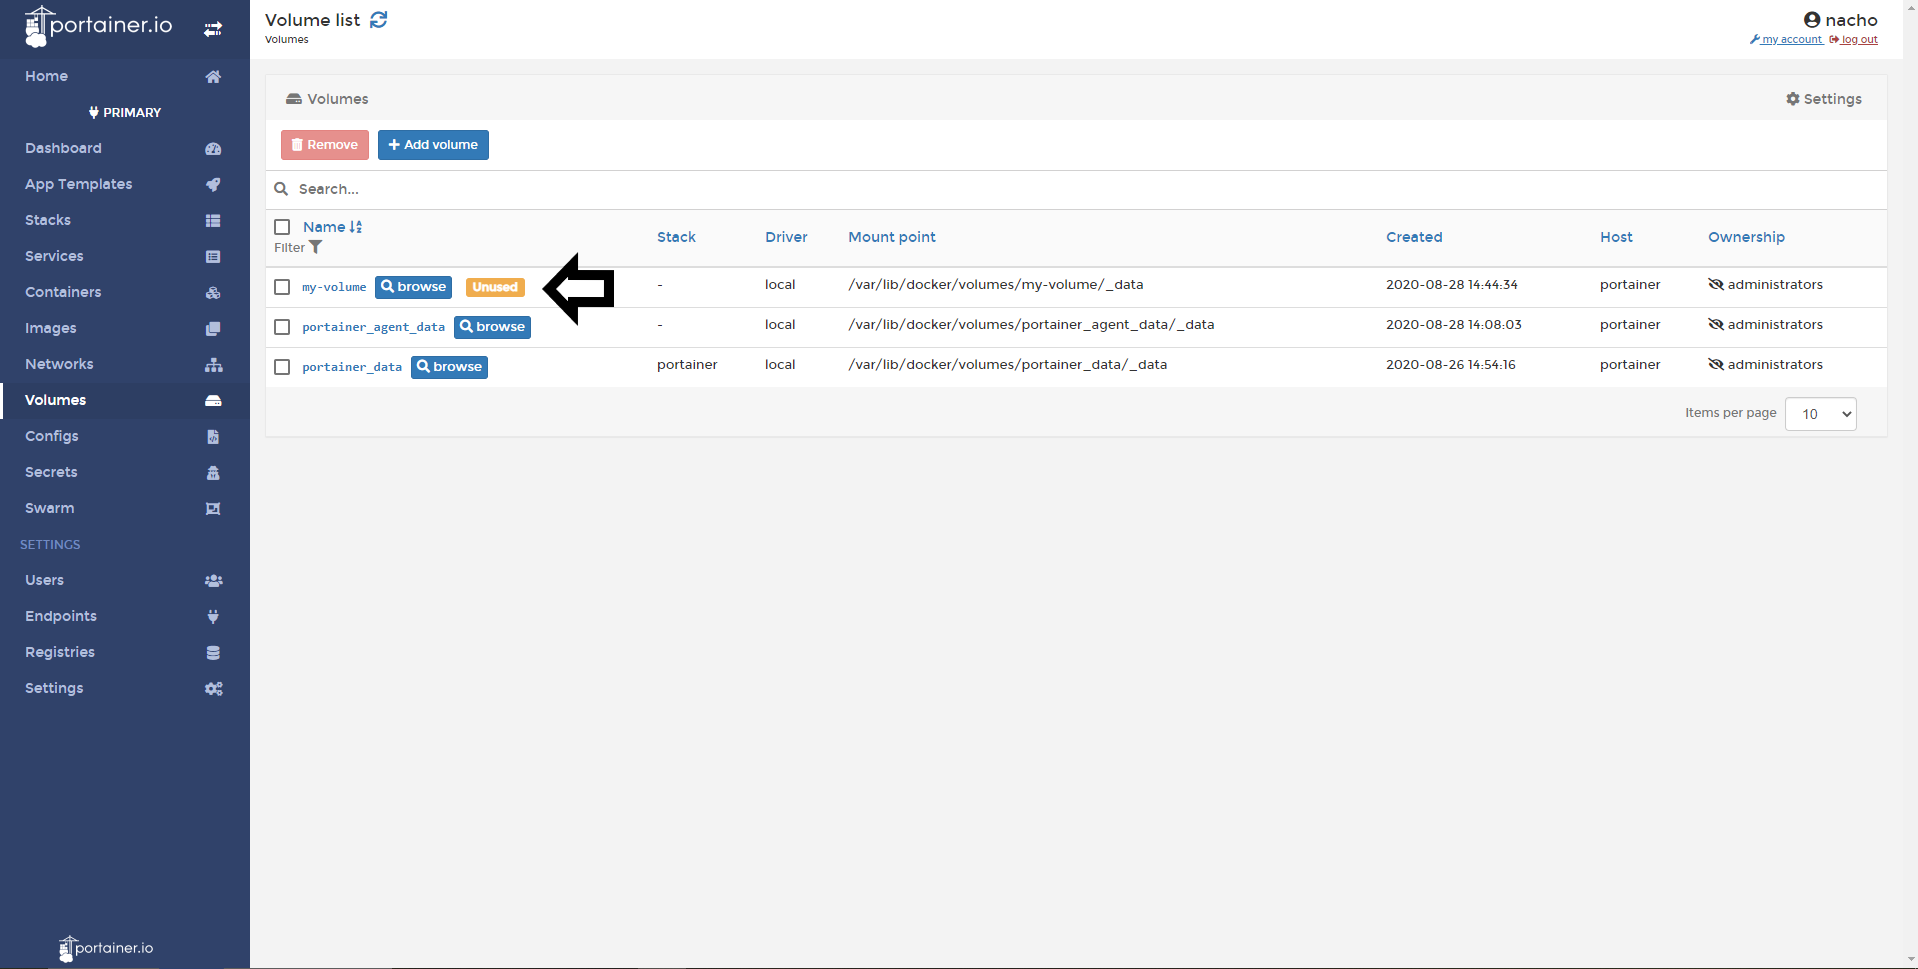 portainer.io
Volume list
Volumes
nacho
my account log out
Home
PRIMARY
Dashboard
App Templates
Stacks
Services
Containers
Images
Networks
Volumes
Configs
Secrets
Swarm
SETTINGS
Users
Endpoints
Registries
Settings
portainer.io
Volumes
Settings
Remove
Add volume
Search...
Name
Filter
Stack
Driver
Mount point
Created
Host
Ownership
my-volume browse Unused - local /var/lib/docker/volumes/my-volume/_data 2020-08-28 14:44:34 portainer administrators
portainer_agent_data browse - local /var/lib/docker/volumes/portainer_agent_data/_data 2020-08-28 14:08:03 portainer administrators
portainer_data browse portainer local /var/lib/docker/volumes/portainer_data/_data 2020-08-26 14:54:16 portainer administrators
Items per page 10